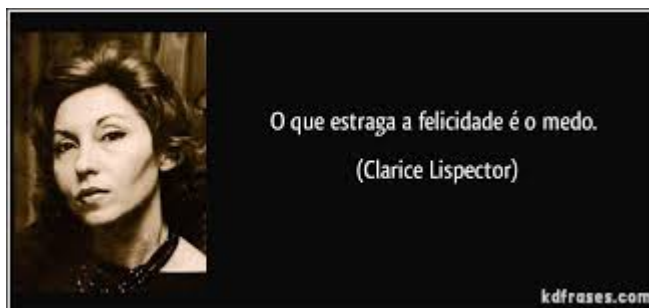 O que estraga a felicidade é o medo.
(Clarice Lispector)
kdfrases.com